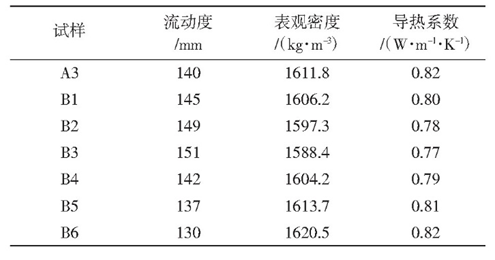 试样 流动度/mm 表观密度/(kg·m⁻³) 导热系数/(W·m⁻¹·K⁻¹)
A3 140 1611.8 0.82
B1 145 1606.2 0.80
B2 149 1597.3 0.78
B3 151 1588.4 0.77
B4 142 1604.2 0.79
B5 137 1613.7 0.81
B6 130 1620.5 0.82